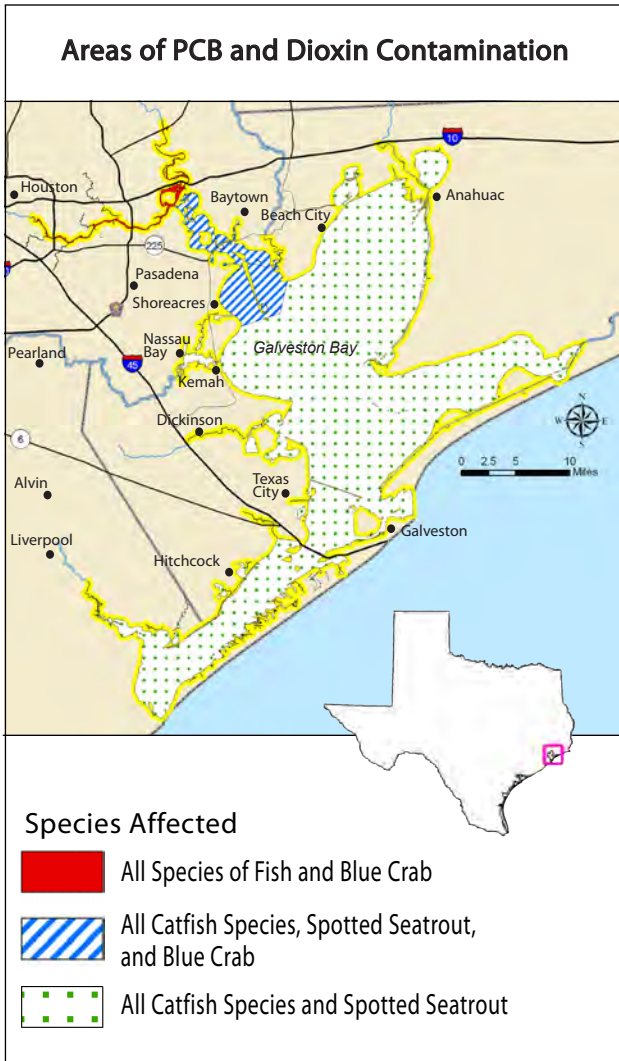 Areas of PCB and Dioxin Contamination
10
Houston
Baytown
Anahuac
Beach City
225
Pasadena
Shoreacres
Nassau
Bay
Galveston Bay
Pearland
45
Kemah
Dickinson
N
W
E
S
6
0 2.5 5 10
Miles
Alvin
Texas
City
Galveston
Liverpool
Hitchcock
Species Affected
All Species of Fish and Blue Crab
All Catfish Species, Spotted Seatrout,
and Blue Crab
All Catfish Species and Spotted Seatrout